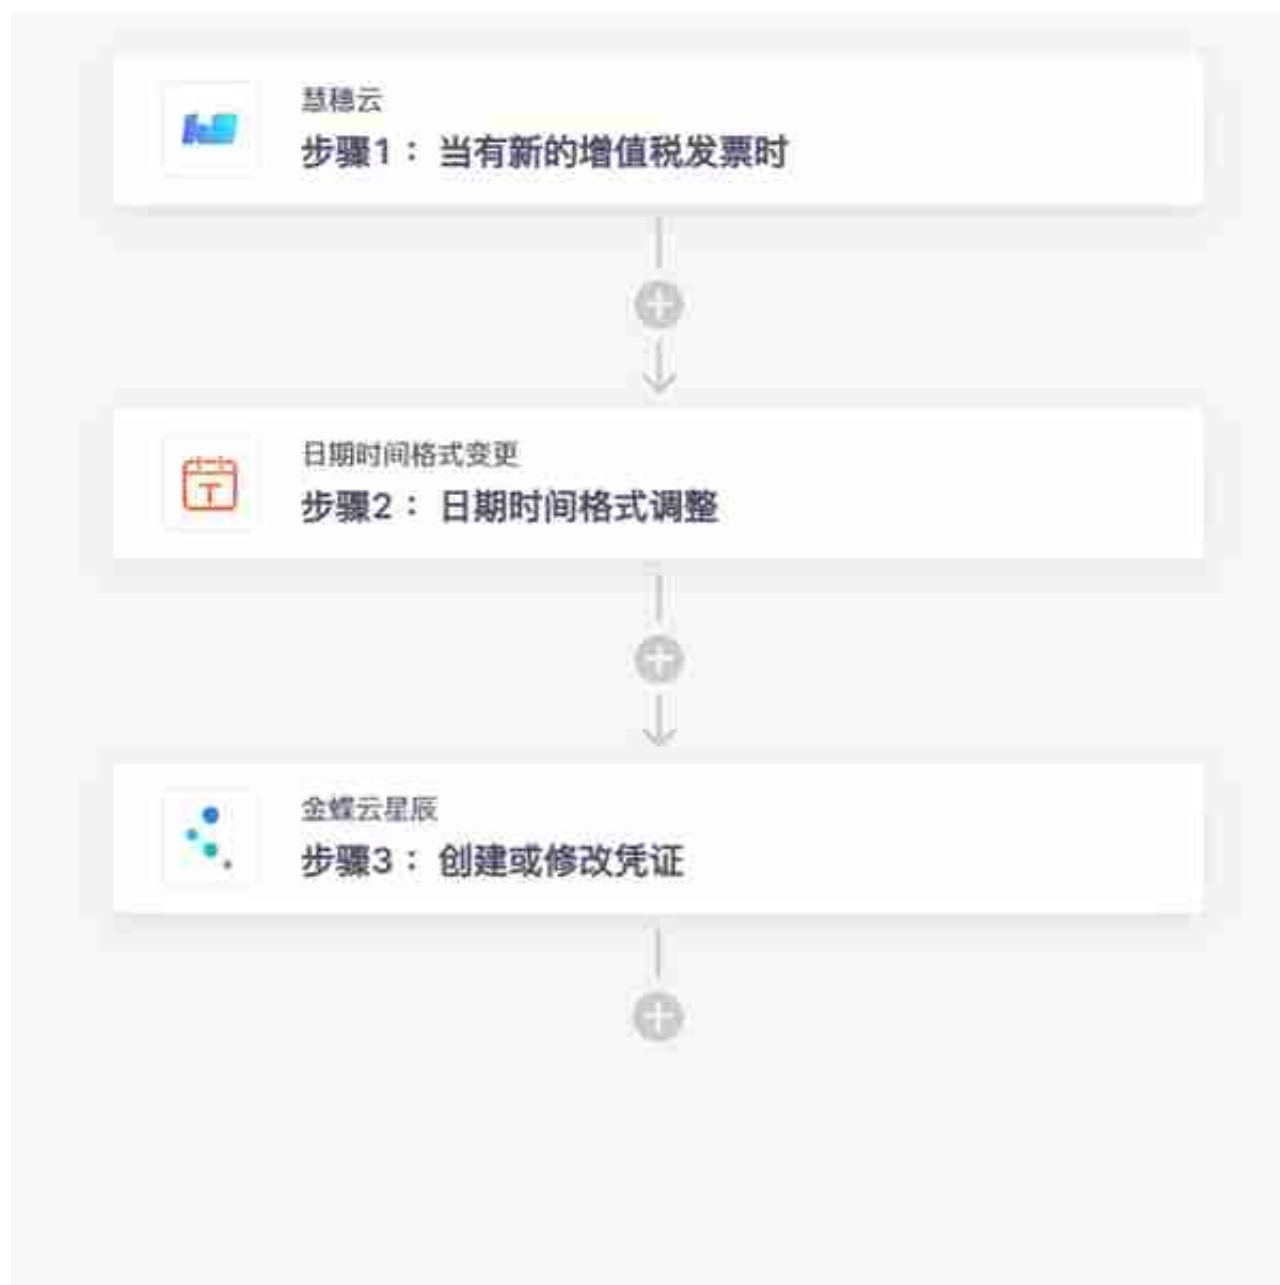 慧穗云
步骤1： 当有新的增值税发票时
日期时间格式变更
步骤2： 日期时间格式调整
金蝶云星辰
步骤3： 创建或修改凭证